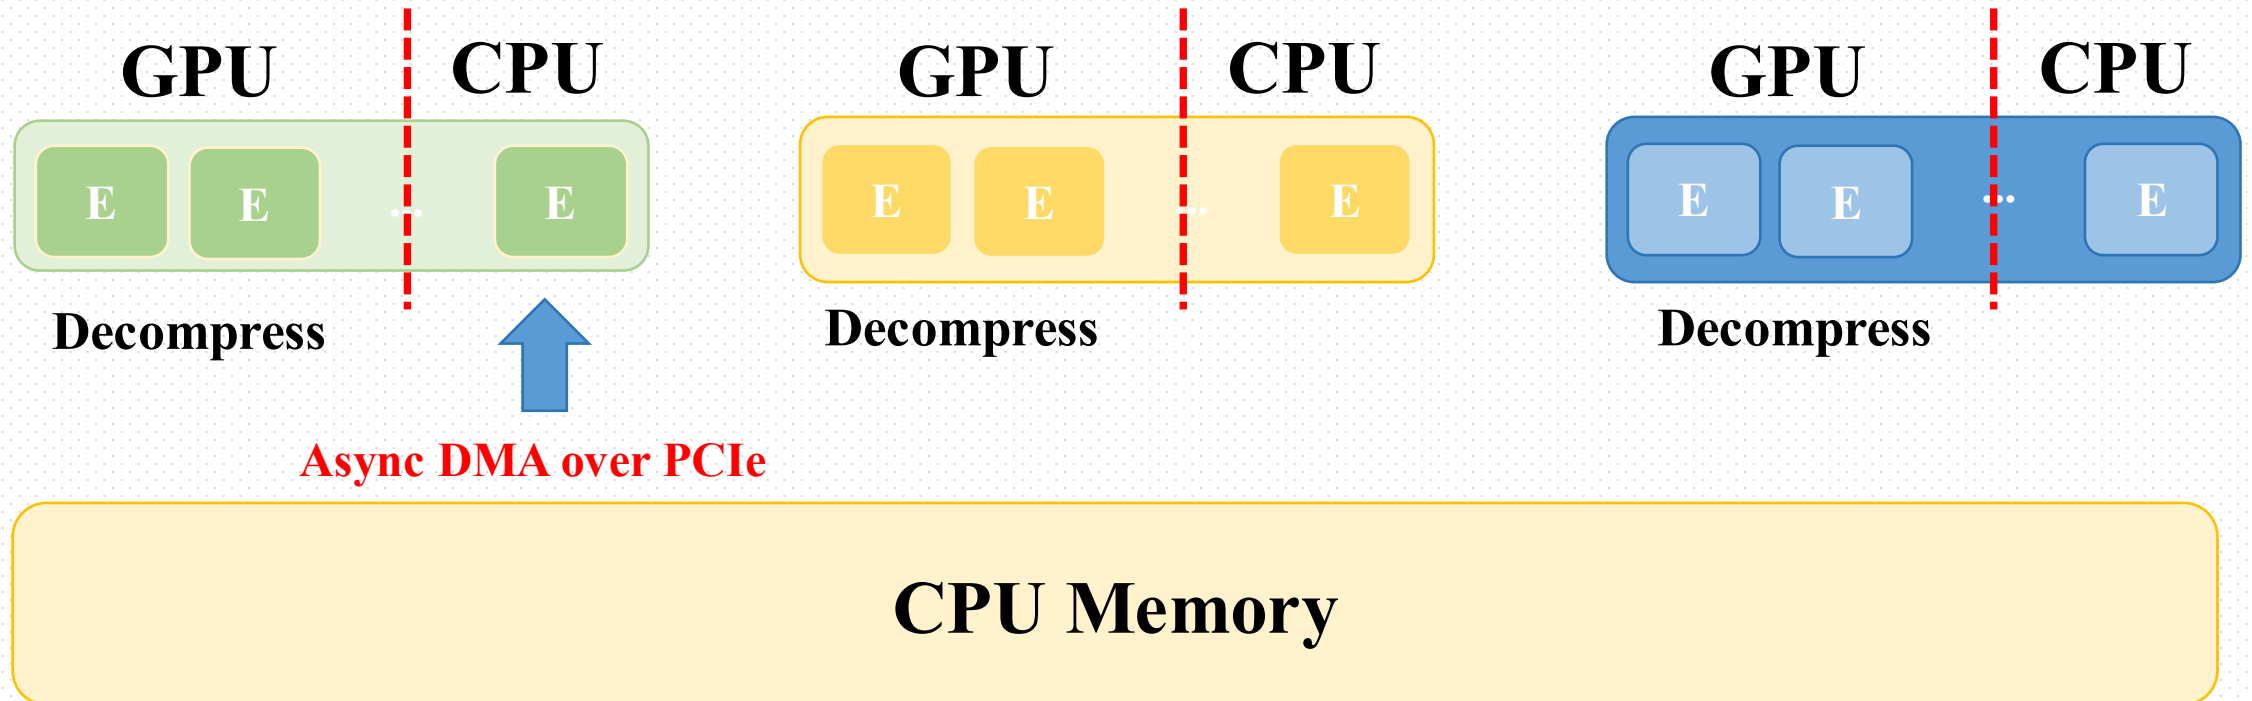 GPU CPU GPU CPU GPU CPU
E E ... E E E ... E E E ... E
Decompress Decompress Decompress
Async DMA over PCIe
CPU Memory